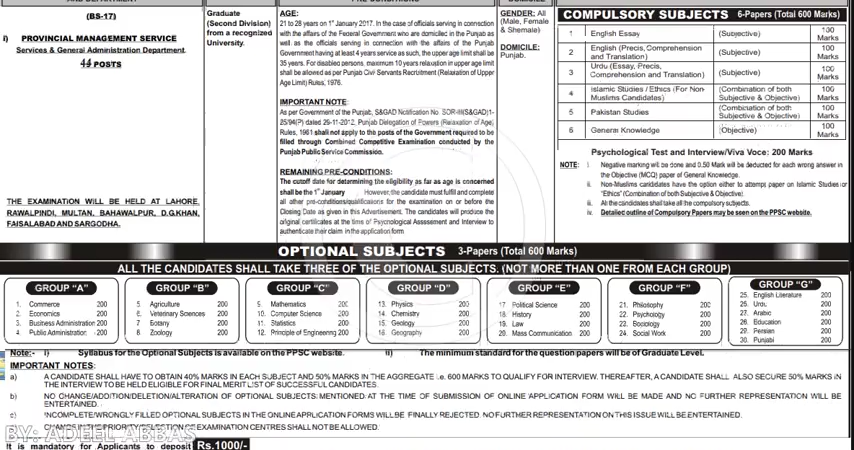 AND DEPARTMENT
(BS-17)
i) PROVINCIAL MANAGEMENT SERVICE
Services & General Administration Department.
44 POSTS
THE EXAMINATION WILL BE HELD AT LAHORE,
RAWALPINDI, MULTAN, BAHAWALPUR, D.G.KHAN,
FAISALABAD AND SARGODHA.
Graduate
(Second Division)
from a recognized
University.
AGE:
21 to 28 years on 1st January 2017. In the case of officials serving in connection
with the affairs of the Federal Government who are domiciled in the Punjab as
well as the officials serving in connection with the affairs of the Punjab
Government having at least 4 years service as such, the upper age limit shall be
35 years. For disabled persons, maximum 10 years relaxation in upper age limit
shall be allowed as per Punjab Civil Servants Recruitment (Relaxation of Upper
Age Limit) Rules, 1976.
IMPORTANT NOTE:
As per Government of the Punjab, S&GAD Notification No. SOR-III(S&GAD)1-
25/94(P) dated 29-11-2012, Punjab Delegation of Powers (Relaxation of Age)
Rules, 1961 shall not apply to the posts of the Government required to be
filled through Combined Competitive Examination conducted by the
Punjab Public Service Commission.
REMAINING PRE-CONDITIONS:
The cutoff date for determining the eligibility as far as age is concerned
shall be the 1st January However, the candidate must fulfill and complete
all other pre-conditions/qualifications for the examination on or before the
Closing Date as given in this Advertisement. The candidates will produce the
original certificates at the time of Psychological Assessment and Interview to
authenticate their claim in the application form
DOMICILE
GENDER: All
(Male, Female
& Shemale)
DOMICILE:
Punjab.
COMPULSORY SUBJECTS 6-Papers (Total 600 Marks)
1 English Essay (Subjective) 100 Marks
2 English (Precis, Comprehension and Translation) (Subjective) 100 Marks
3 Urdu (Essay, Precis, Comprehension and Translation) (Subjective) 100 Marks
4 Islamic Studies / Ethics (For Non-Muslims Candidates) (Combination of both Subjective & Objective) 100 Marks
5 Pakistan Studies (Combination of both Subjective & Objective) 100 Marks
6 General Knowledge (Objective) 100 Marks
Psychological Test and Interview/Viva Voce: 200 Marks
NOTE: i. Negative marking will be done and 0.50 Mark will be deducted for each wrong answer in
the Objective (MCQ) paper of General Knowledge.
ii. Non-Muslims candidates have the option either to attempt paper on Islamic Studies or
"Ethics" (Combination of both Subjective & Objective)
iii. All the candidates shall take all the compulsory subjects.
iv. Detailed outline of Compulsory Papers may be seen on the PPSC website.
OPTIONAL SUBJECTS 3-Papers (Total 600 Marks)
ALL THE CANDIDATES SHALL TAKE THREE OF THE OPTIONAL SUBJECTS. (NOT MORE THAN ONE FROM EACH GROUP)
GROUP "A"
1. Commerce 200
2. Economics 200
3. Business Administration 200
4. Public Administration 200
GROUP "B"
5. Agriculture 200
6. Veterinary Sciences 200
7. Botany 200
8. Zoology 200
GROUP "C"
9. Mathematics 200
10. Computer Science 200
11. Statistics 200
12. Principle of Engineering 200
GROUP "D"
13. Physics 200
14. Chemistry 200
15. Geology 200
16. Geography 200
GROUP "E"
17. Political Science 200
18. History 200
19. Law 200
20. Mass Communication 200
GROUP "F"
21. Philosophy 200
22. Psychology 200
23. Sociology 200
24. Social Work 200
GROUP "G"
25. English Literature 200
26. Urdu 200
27. Arabic 200
28. Education 200
29. Persian 200
30. Punjabi 200
Note:- i) Syllabus for the Optional Subjects is available on the PPSC website. ii) The minimum standard for the question papers will be of Graduate Level.
IMPORTANT NOTES:
a) A CANDIDATE SHALL HAVE TO OBTAIN 40% MARKS IN EACH SUBJECT AND 50% MARKS IN THE AGGREGATE i.e. 600 MARKS TO QUALIFY FOR INTERVIEW. THEREAFTER, A CANDIDATE SHALL ALSO SECURE 50% MARKS IN
THE INTERVIEW TO BE HELD ELIGIBLE FOR FINAL MERIT LIST OF SUCCESSFUL CANDIDATES.
b) NO CHANGE/ADDITION/DELETION/ALTERATION OF OPTIONAL SUBJECTS MENTIONED AT THE TIME OF SUBMISSION OF ONLINE APPLICATION FORM WILL BE MADE AND NO FURTHER REPRESENTATION WILL BE
ENTERTAINED.
c) INCOMPLETE/WRONGLY FILLED OPTIONAL SUBJECTS IN THE ONLINE APPLICATION FORMS WILL BE FINALLY REJECTED. NO FURTHER REPRESENTATION ON THIS ISSUE WILL BE ENTERTAINED.
CHANGE IN THE PRIORITY/SELECTION OF EXAMINATION CENTRES SHALL NOT BE ALLOWED.
BY: ADEEL ABBAS
It is mandatory for Applicants to deposit Rs.1000/-